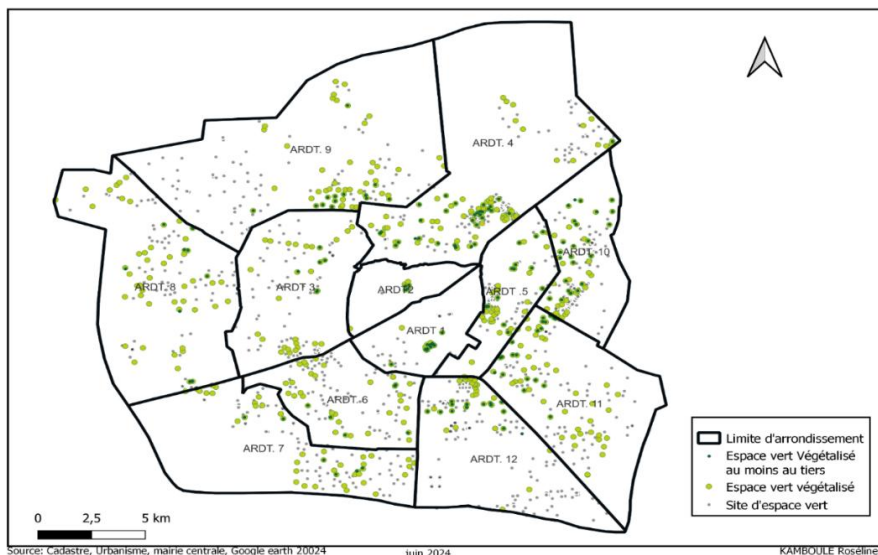 ARDT. 9
ARDT. 4
ARDT. 10
ARDT. 8
ARDT 3
ARDT2
ARDT .5
ARDT 1
ARDT. 6
ARDT. 11
ARDT. 7
ARDT. 12
Limite d'arrondissement
Espace vert Végétalisé
au moins au tiers
Espace vert végétalisé
Site d'espace vert
0 2,5 5 km
Source: Cadastre, Urbanisme, mairie centrale, Google earth 20024 juin 2024 KAMBOULE Roséline